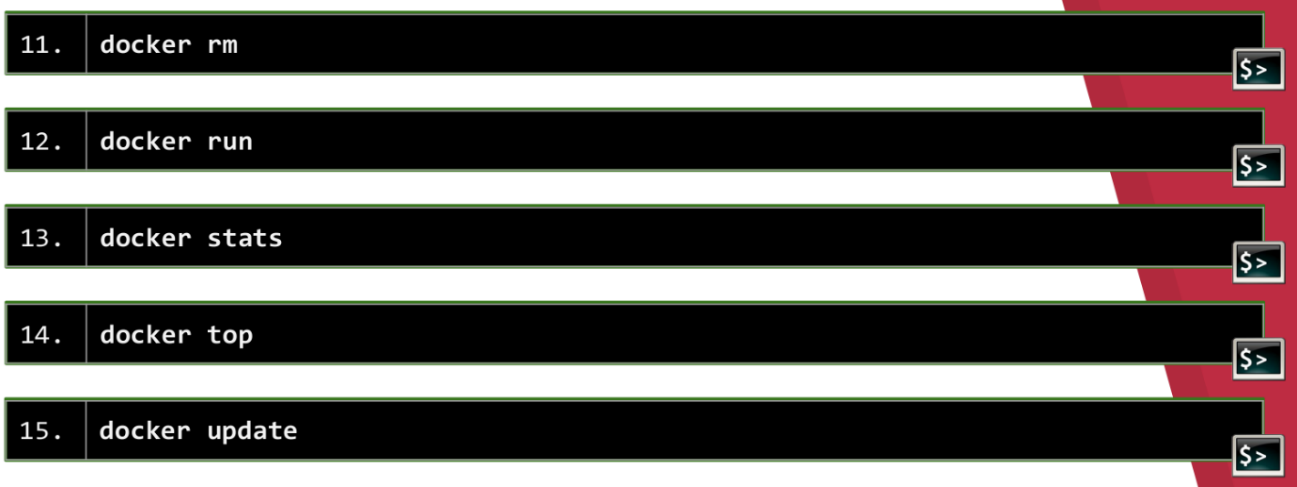 11. docker rm
$>
12. docker run
$>
13. docker stats
$>
14. docker top
$>
15. docker update
$>